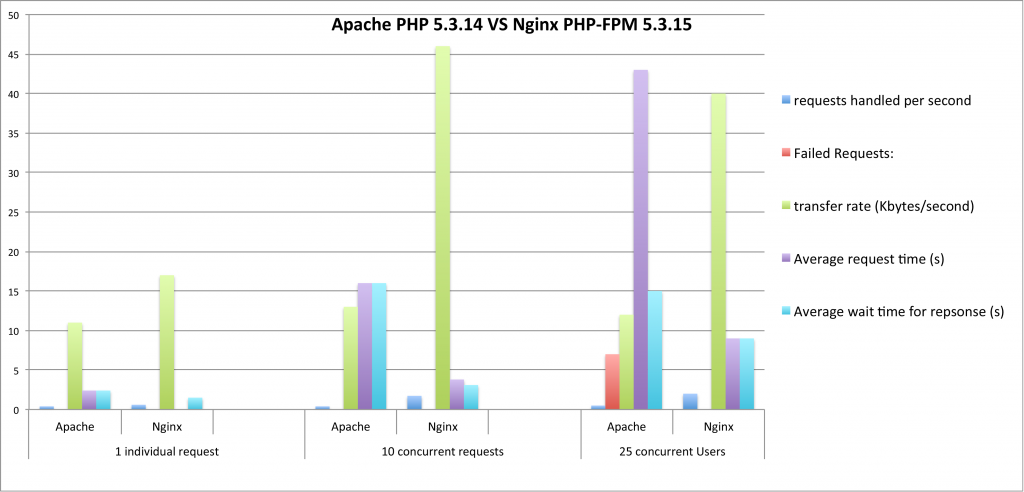 Apache PHP 5.3.14 VS Nginx PHP-FPM 5.3.15
50
45
40
35
30
25
20
15
10
5
0
requests handled per second
Failed Requests:
transfer rate (Kbytes/second)
Average request time (s)
Average wait time for repsonse (s)
Apache Nginx Apache Nginx Apache Nginx
1 individual request 10 concurrent requests 25 concurrent Users